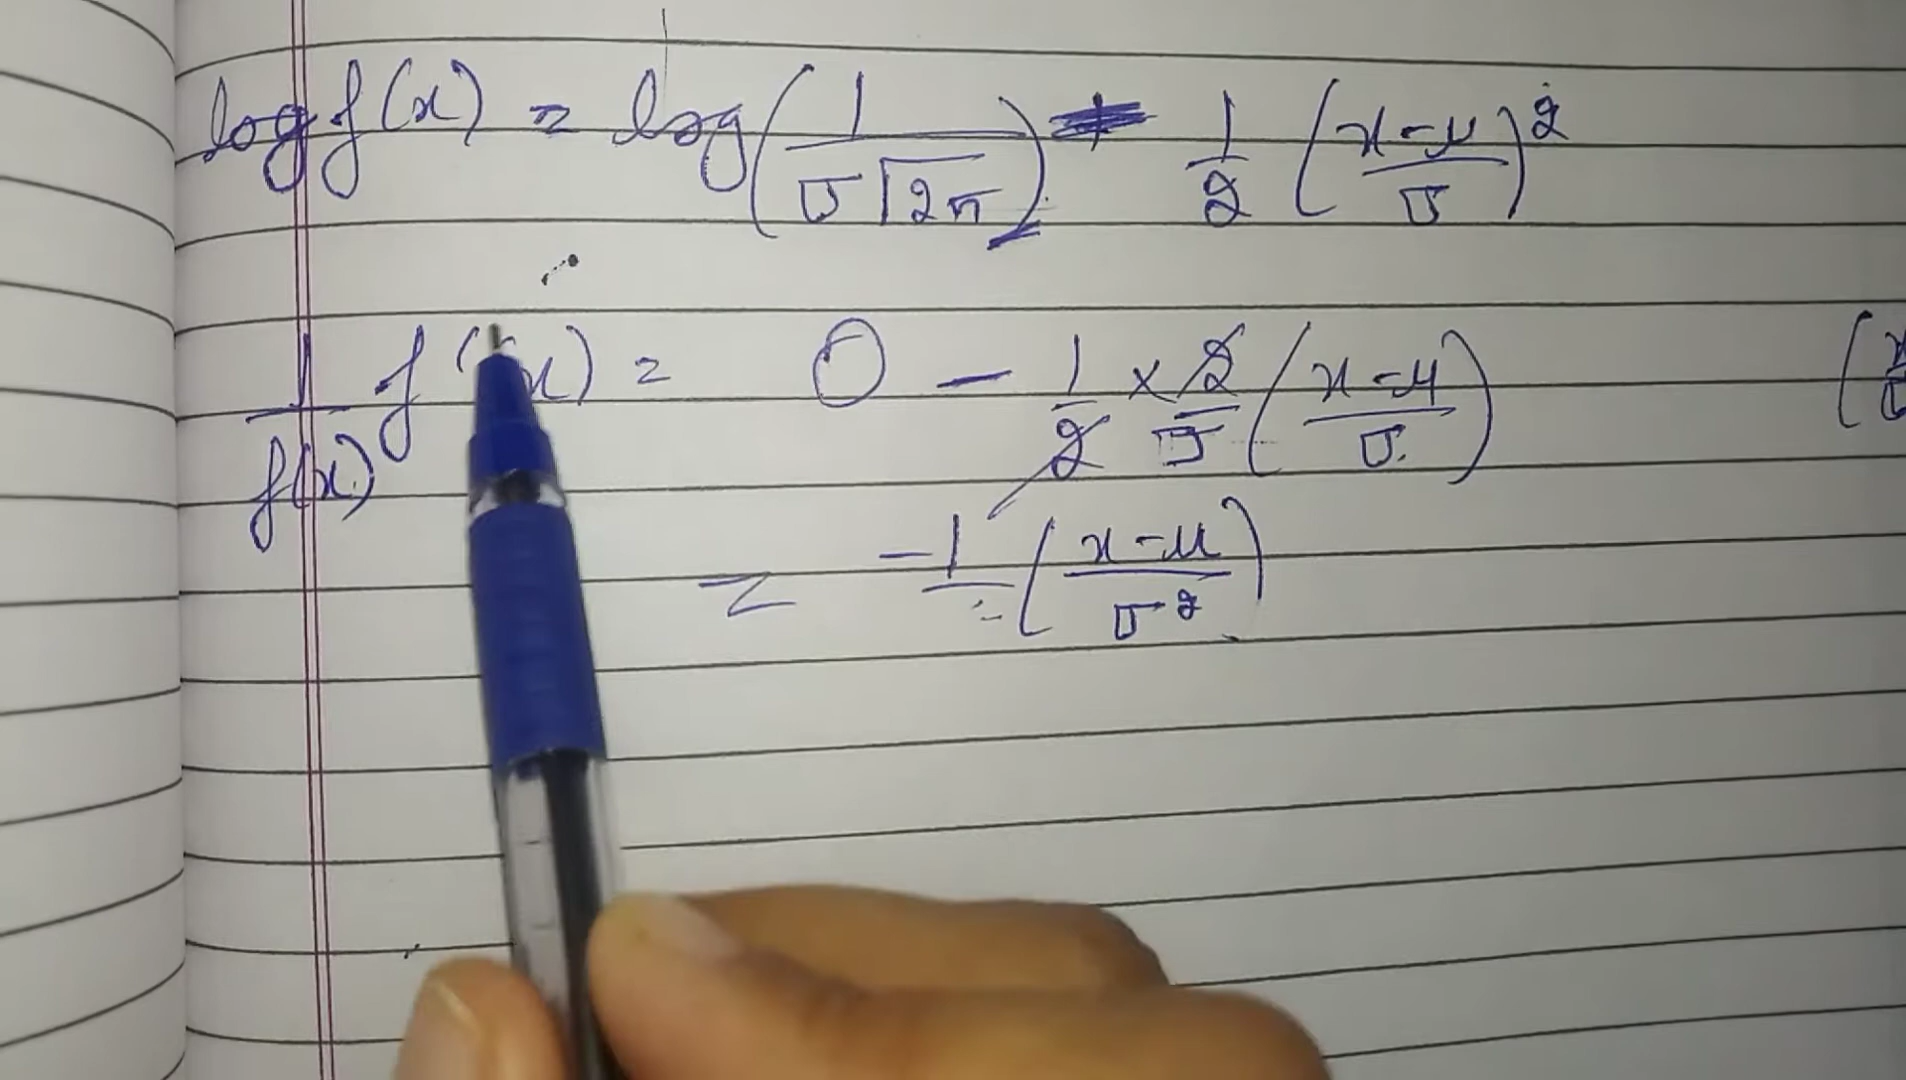 log f(x) = log(1/(σ√2π)) - 1/2 ((x-μ)/σ)²
1/f(x) f(x) = 0 - 1/2 × 2/σ ((x-μ)/σ)
= -1 ((x-μ)/σ²)